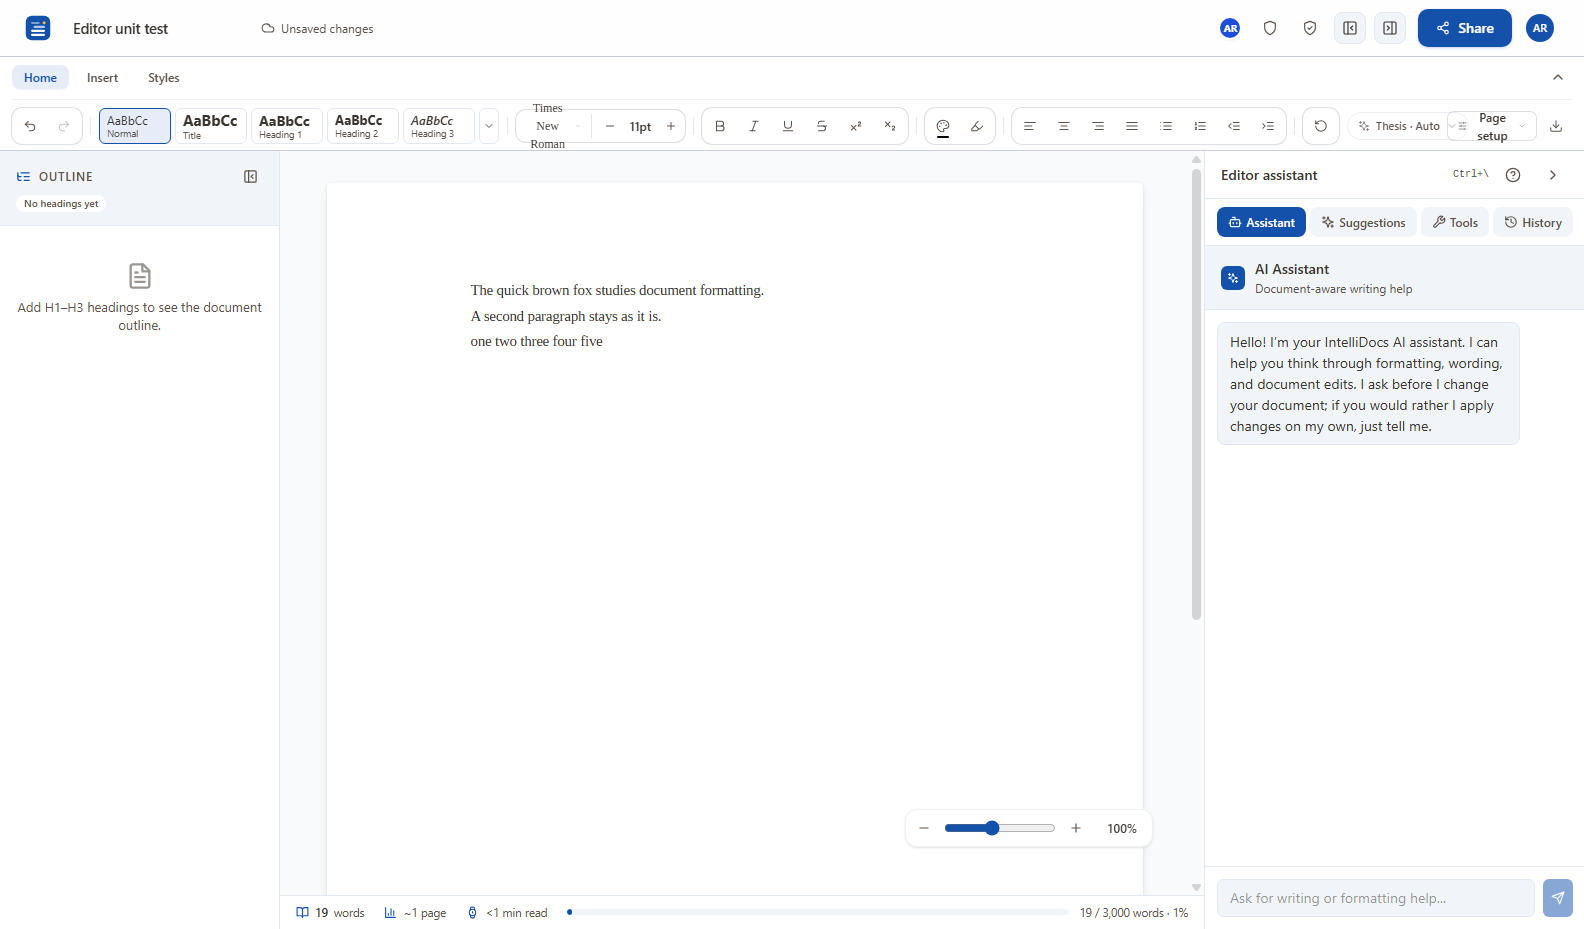 Editor unit test
Unsaved changes
AR
Share
AR
Home
Insert
Styles
AaBbCc
Normal
AaBbCc
Title
AaBbCc
Heading 1
AaBbCc
Heading 2
AaBbCc
Heading 3
Times
New
Roman
11pt
B
I
U
S
x²
x₂
Thesis · Auto
Page
setup
OUTLINE
No headings yet
Add H1–H3 headings to see the document
outline.
The quick brown fox studies document formatting.
A second paragraph stays as it is.
one two three four five
100%
19 words
~1 page
<1 min read
19 / 3,000 words · 1%
Editor assistant
Ctrl+\
Assistant
Suggestions
Tools
History
AI Assistant
Document-aware writing help
Hello! I'm your IntelliDocs AI assistant. I can
help you think through formatting, wording,
and document edits. I ask before I change
your document; if you would rather I apply
changes on my own, just tell me.
Ask for writing or formatting help...